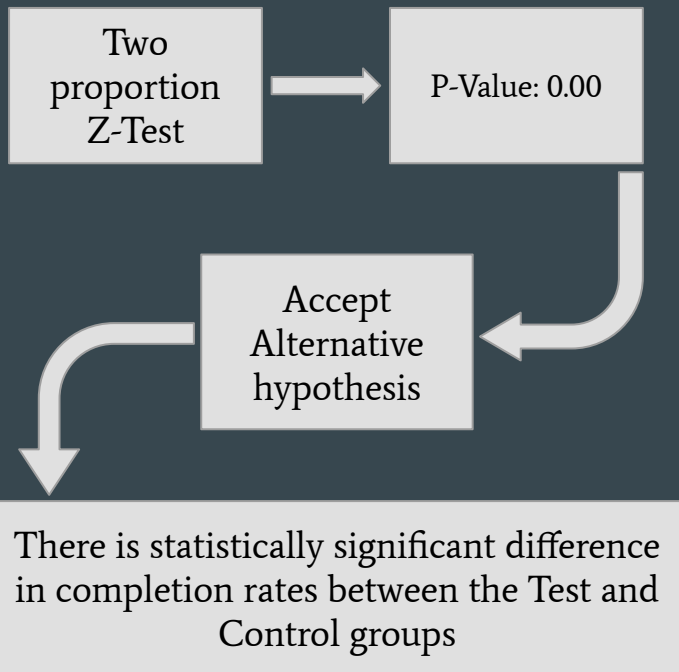 Two
proportion
Z-Test
P-Value: 0.00
Accept
Alternative
hypothesis
There is statistically significant difference
in completion rates between the Test and
Control groups